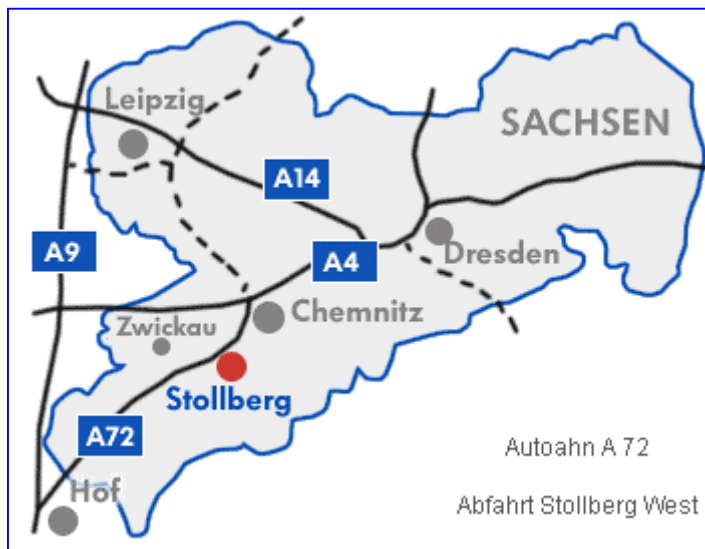 Leipzig
SACHSEN
A14
A9
A4
Dresden
Chemnitz
Zwickau
Stollberg
A72
Autoahn A 72
Hof
Abfahrt Stollberg West